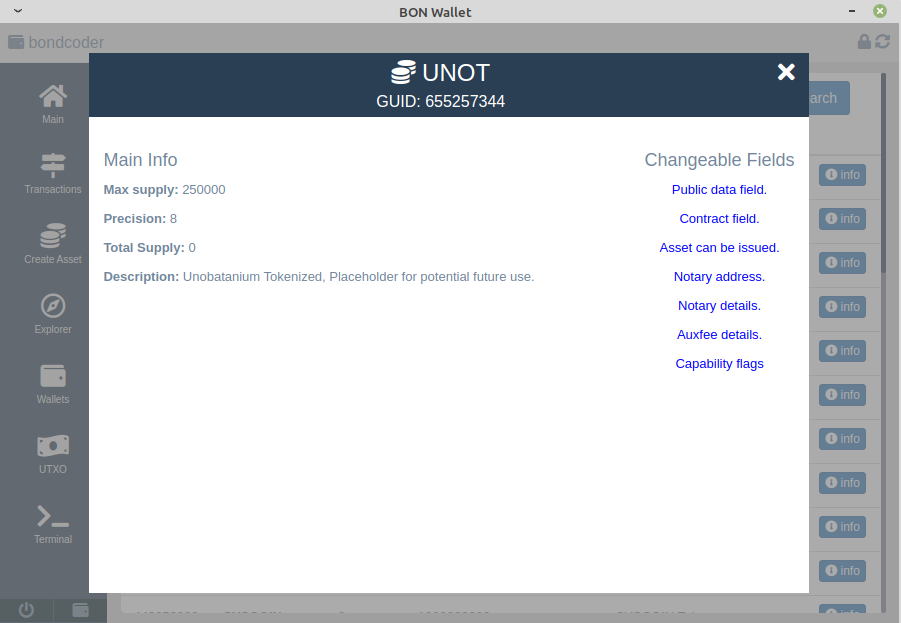 BON Wallet
bondcoder
UNOT
GUID: 655257344
arch
Main
Transactions
Create Asset
Explorer
Wallets
UTXO
Terminal
Main Info
Max supply: 250000
Precision: 8
Total Supply: 0
Description: Unobatanium Tokenized, Placeholder for potential future use.
Changeable Fields
Public data field.
Contract field.
Asset can be issued.
Notary address.
Notary details.
Auxfee details.
Capability flags
info
info
info
info
info
info
info
info
info
info
info